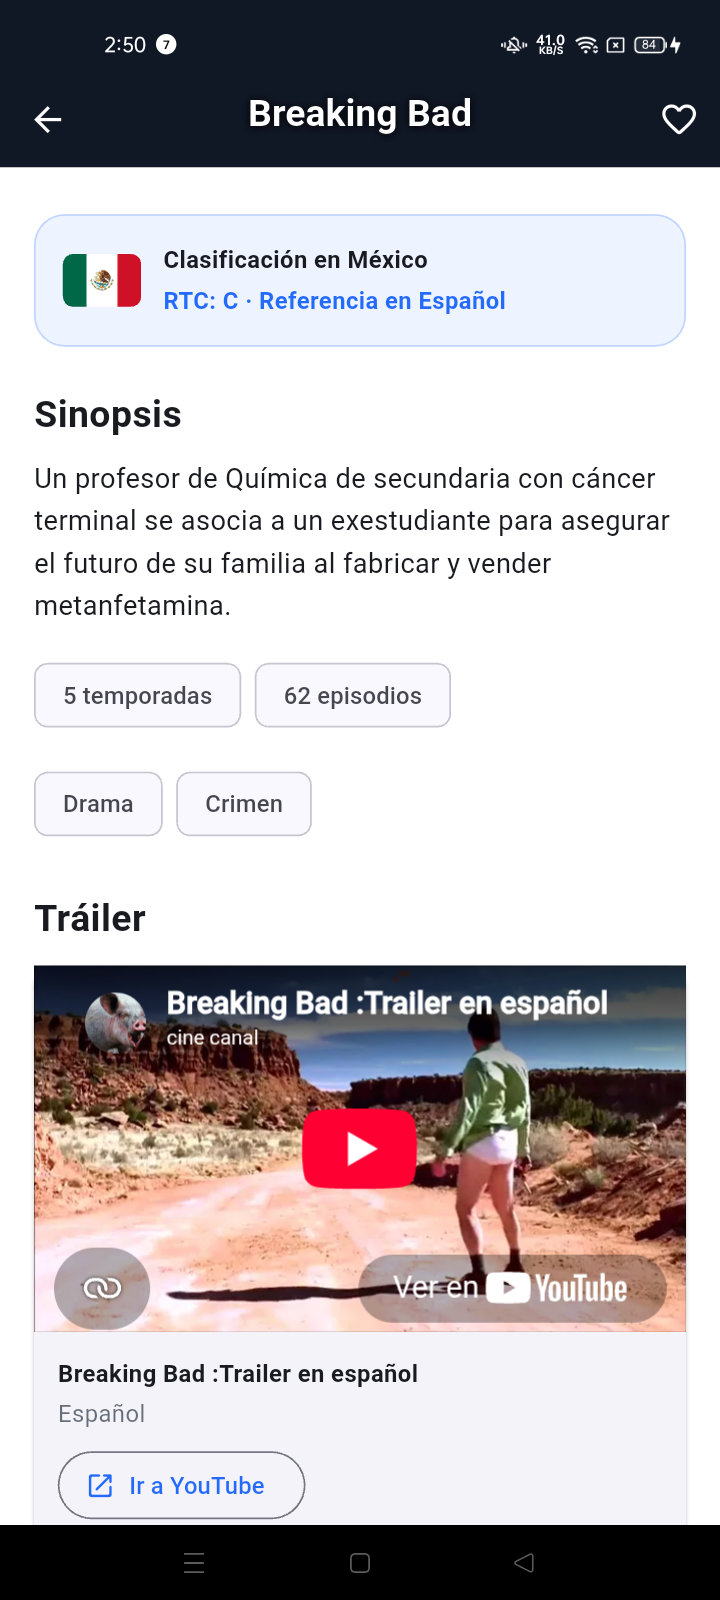 2:50 7 41.0 KB/S 84
Breaking Bad
Clasificación en México
RTC: C · Referencia en Español
Sinopsis
Un profesor de Química de secundaria con cáncer
terminal se asocia a un exestudiante para asegurar
el futuro de su familia al fabricar y vender
metanfetamina.
5 temporadas 62 episodios
Drama Crimen
Tráiler
Breaking Bad :Trailer en español
cine canal
Ver en YouTube
Breaking Bad :Trailer en español
Español
Ir a YouTube